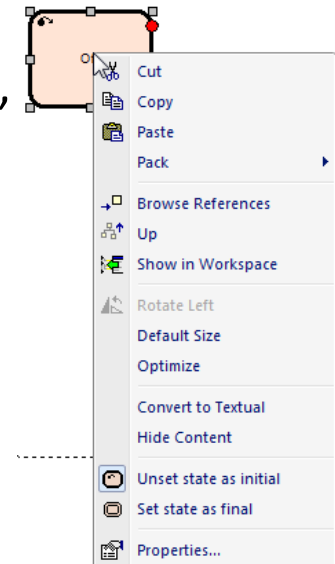 ,
Cut
Copy
Paste
Pack
Browse References
Up
Show in Workspace
Rotate Left
Default Size
Optimize
Convert to Textual
Hide Content
Unset state as initial
Set state as final
Properties...